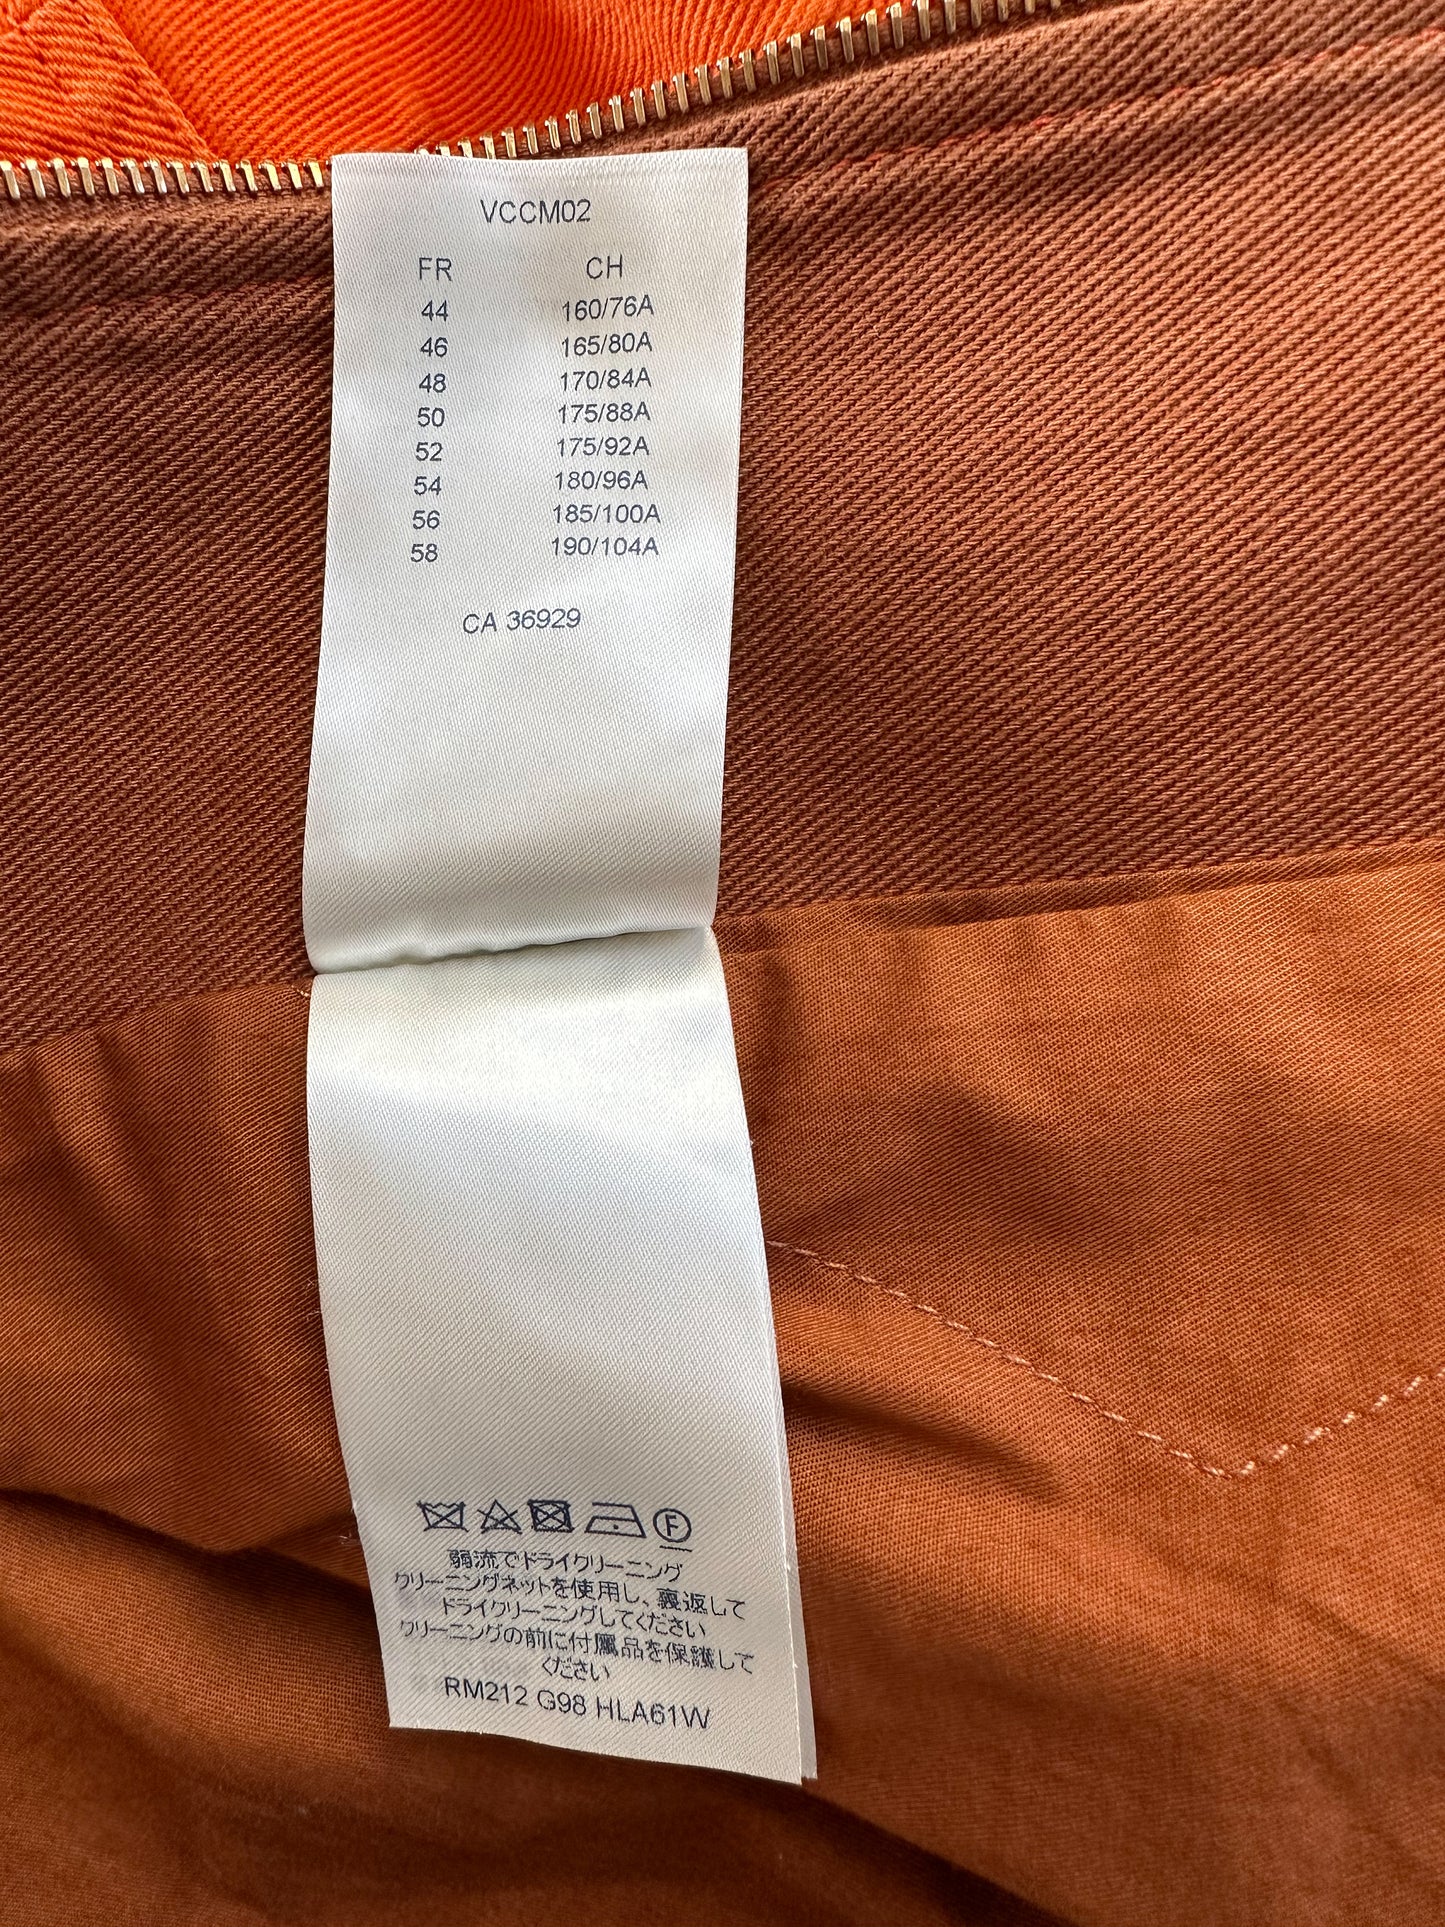 VCCM02
FR CH
44 160/76A
46 165/80A
48 170/84A
50 175/88A
52 175/92A
54 180/96A
56 185/100A
58 190/104A
CA 36929
F
弱流でドライクリーニング
クリーニングネットを使用し、裏返して
ドライクリーニングしてください
クリーニングの前に付属品を保護して
ください
RM212 G98 HLA61W